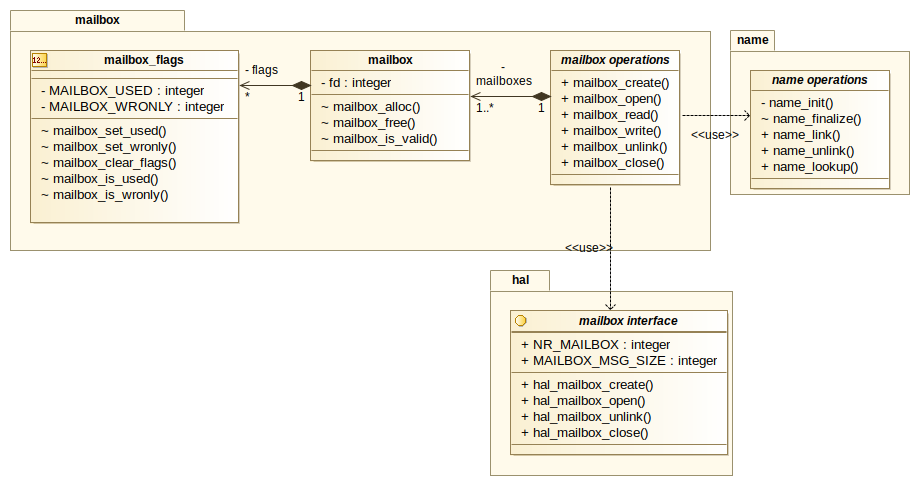 mailbox
mailbox_flags
12...
- MAILBOX_USED : integer
- MAILBOX_WRONLY : integer
~ mailbox_set_used()
~ mailbox_set_wronly()
~ mailbox_clear_flags()
~ mailbox_is_used()
~ mailbox_is_wronly()
- flags
*
1
mailbox
- fd : integer
~ mailbox_alloc()
~ mailbox_free()
~ mailbox_is_valid()
-
mailboxes
1..*
1
mailbox operations
+ mailbox_create()
+ mailbox_open()
+ mailbox_read()
+ mailbox_write()
+ mailbox_unlink()
+ mailbox_close()
<<use>>
name
name operations
- name_init()
~ name_finalize()
+ name_link()
+ name_unlink()
+ name_lookup()
<<use>>
hal
mailbox interface
+ NR_MAILBOX : integer
+ MAILBOX_MSG_SIZE : integer
+ hal_mailbox_create()
+ hal_mailbox_open()
+ hal_mailbox_unlink()
+ hal_mailbox_close()